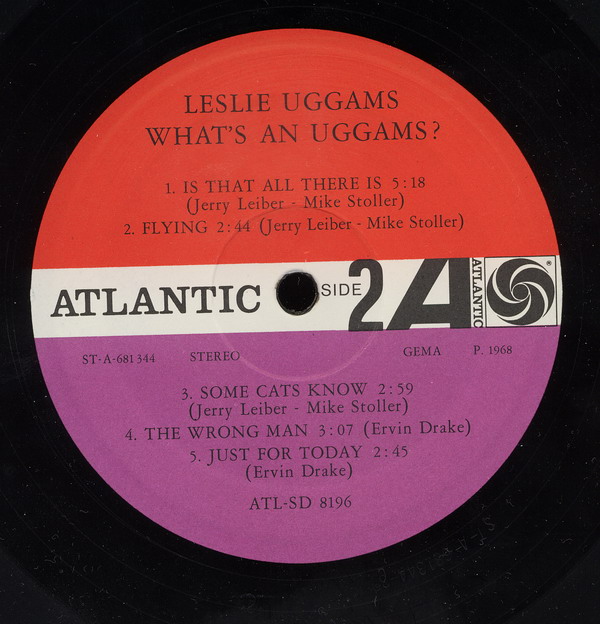 LESLIE UGGAMS
WHAT'S AN UGGAMS?
1. IS THAT ALL THERE IS 5:18
(Jerry Leiber - Mike Stoller)
2. FLYING 2:44 (Jerry Leiber - Mike Stoller)
ATLANTIC SIDE 2 A ATLANTIC ®
ST-A-681 344 STEREO GEMA P. 1968
3. SOME CATS KNOW 2:59
(Jerry Leiber - Mike Stoller)
4. THE WRONG MAN 3:07 (Ervin Drake)
5. JUST FOR TODAY 2:45
(Ervin Drake)
ATL-SD 8196